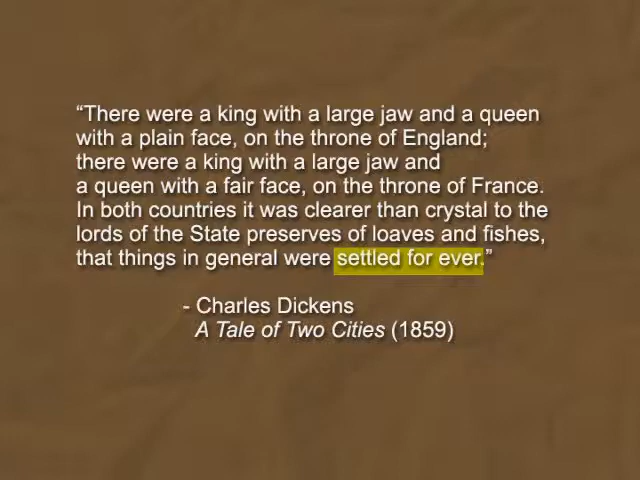 “There were a king with a large jaw and a queen
with a plain face, on the throne of England;
there were a king with a large jaw and
a queen with a fair face, on the throne of France.
In both countries it was clearer than crystal to the
lords of the State preserves of loaves and fishes,
that things in general were settled for ever.”
- Charles Dickens
A Tale of Two Cities (1859)